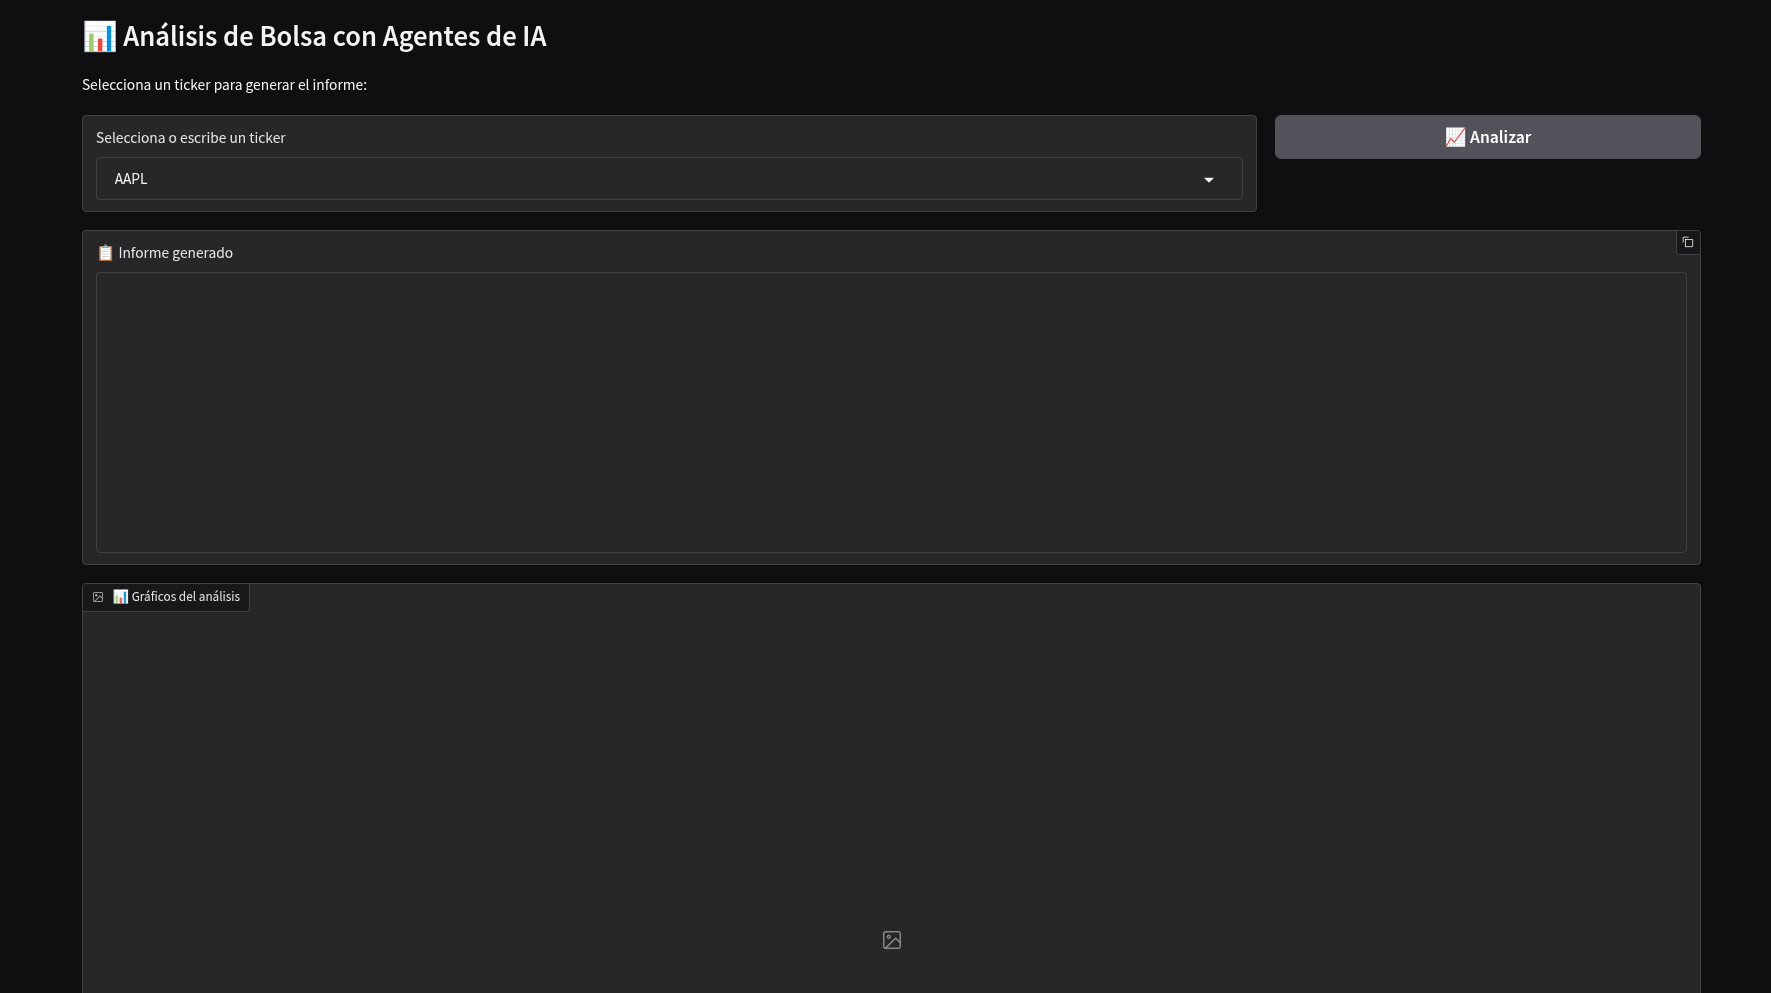 📊 Análisis de Bolsa con Agentes de IA
Selecciona un ticker para generar el informe:
Selecciona o escribe un ticker
AAPL
📈 Analizar
📋 Informe generado
📊 Gráficos del análisis